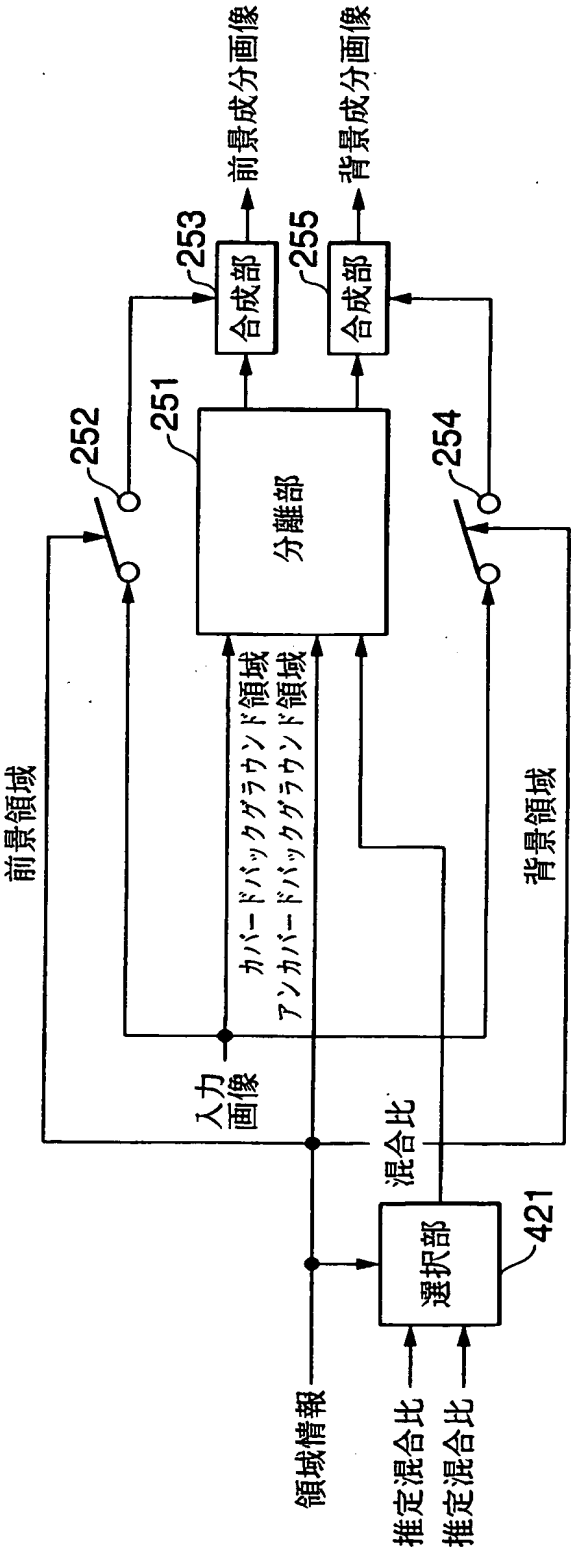 前景領域
252
253
前景成分画像
合成部
251
分離部
255
背景成分画像
合成部
入力
画像
カバードバックグラウンド領域
アンカバードバックグラウンド領域
254
背景領域
混合比
領域情報
選択部
421
推定混合比
推定混合比